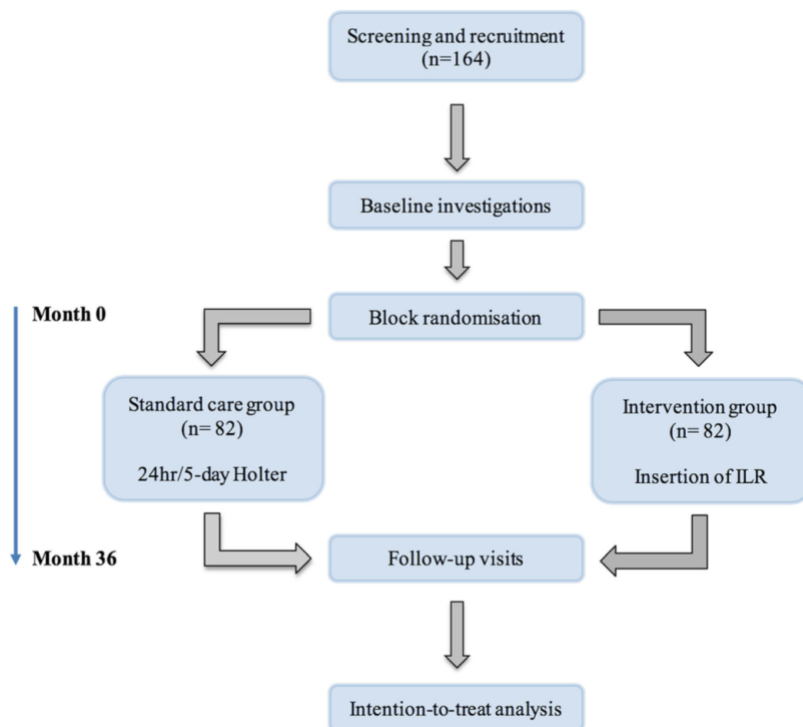 Screening and recruitment
(n=164)
Baseline investigations
Month 0
Block randomisation
Standard care group
(n= 82)
24hr/5-day Holter
Intervention group
(n= 82)
Insertion of ILR
Month 36
Follow-up visits
Intention-to-treat analysis